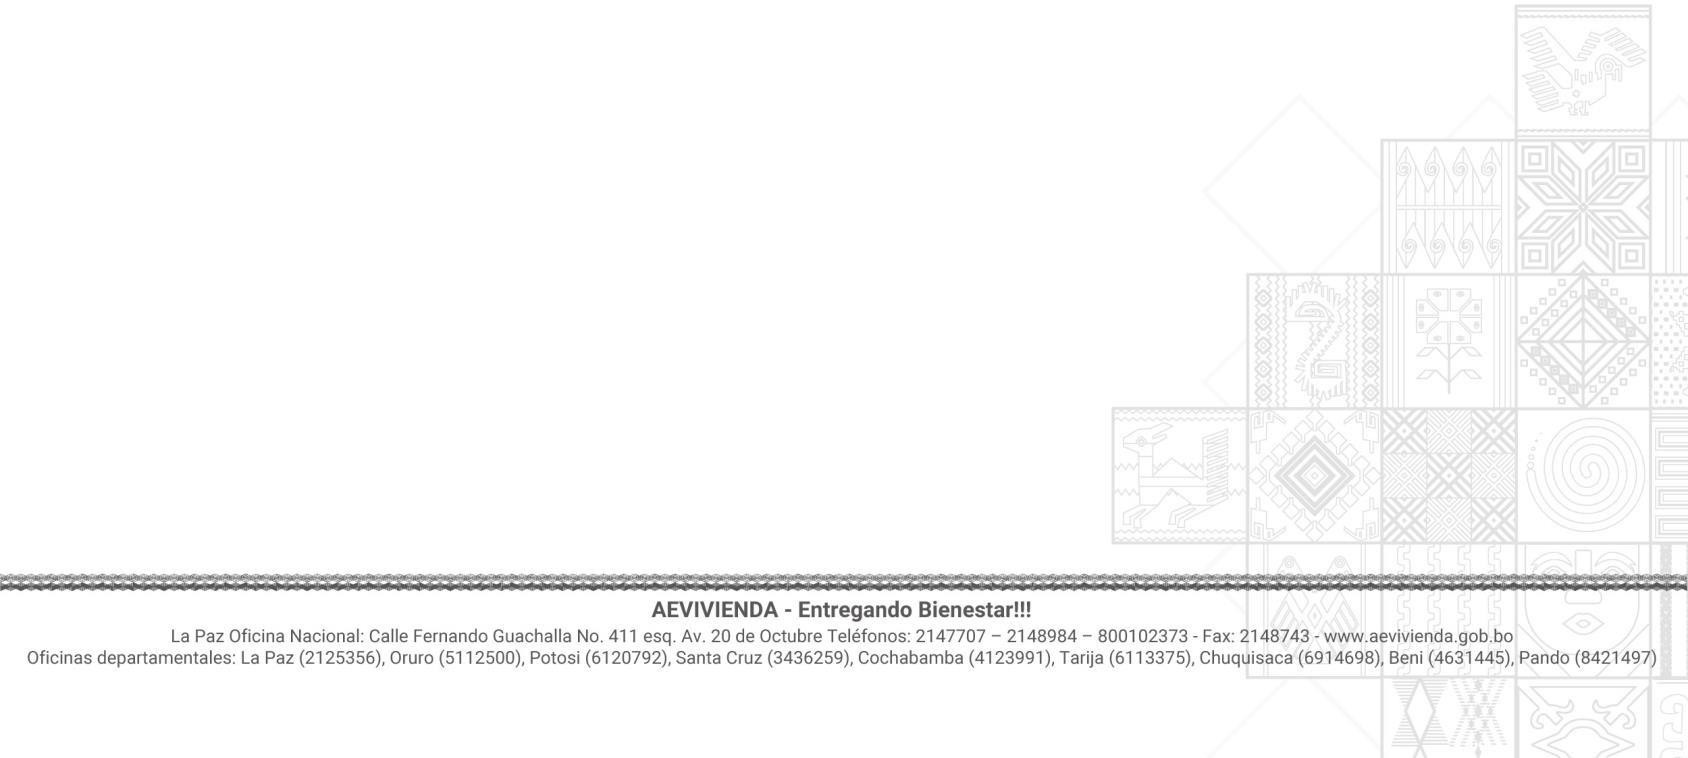 AEVIVIENDA - Entregando Bienestar!!!
La Paz Oficina Nacional: Calle Fernando Guachalla No. 411 esq. Av. 20 de Octubre Teléfonos: 2147707 – 2148984 – 800102373 - Fax: 2148743 - www.aevivienda.gob.bo
Oficinas departamentales: La Paz (2125356), Oruro (5112500), Potosi (6120792), Santa Cruz (3436259), Cochabamba (4123991), Tarija (6113375), Chuquisaca (6914698), Beni (4631445), Pando (8421497)